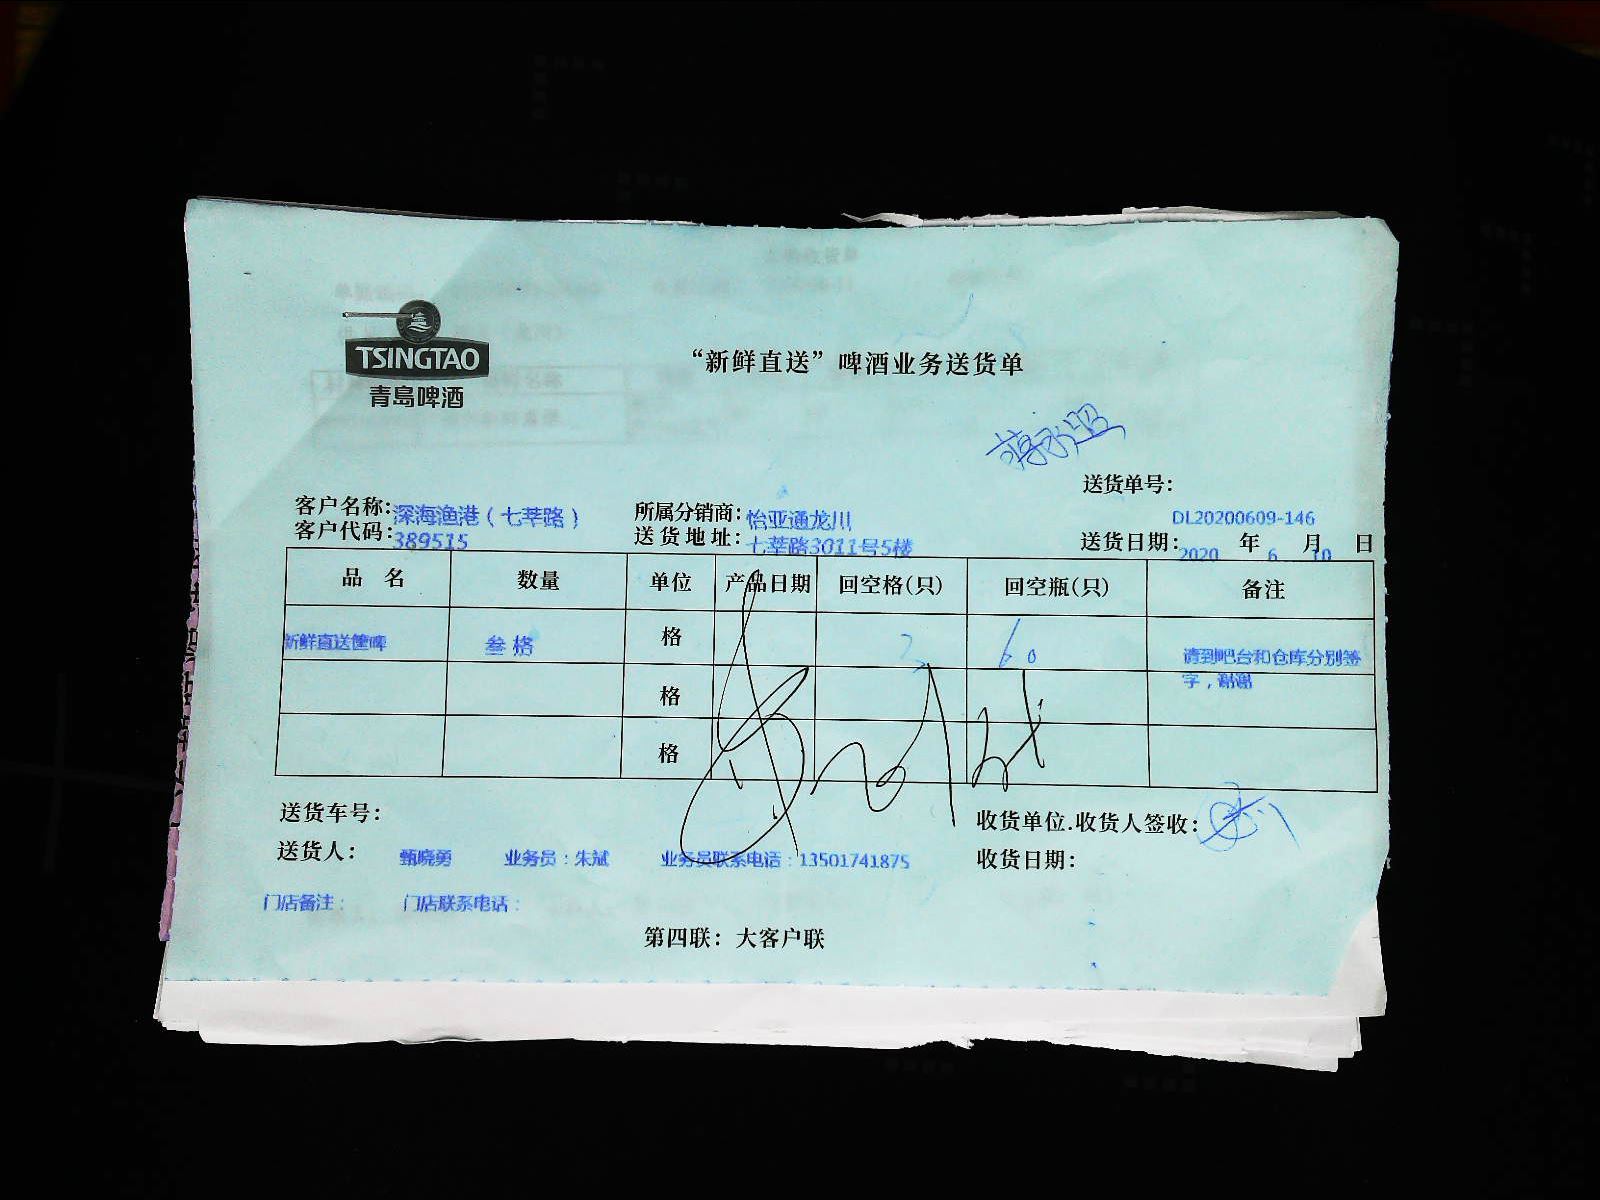 TSINGTAO
青岛啤酒
“新鲜直送”啤酒业务送货单
送货单号：
DL20200609-146
客户名称：深海渔港（七莘路） 所属分销商：怡亚通龙川
客户代码：389515 送货地址：七莘路3011号5楼 送货日期：2020 年 6 月 10 日
品 名 数量 单位 产品日期 回空格(只) 回空瓶(只) 备注
新鲜直送箧啤 叁格 格 3 60 请到吧台和仓库分别签字，谢谢
格
格
送货车号： 收货单位.收货人签收：
送货人： 甄晓勇 业务员：朱斌 业务员联系电话：13501741875 收货日期：
门店备注： 门店联系电话：
第四联：大客户联